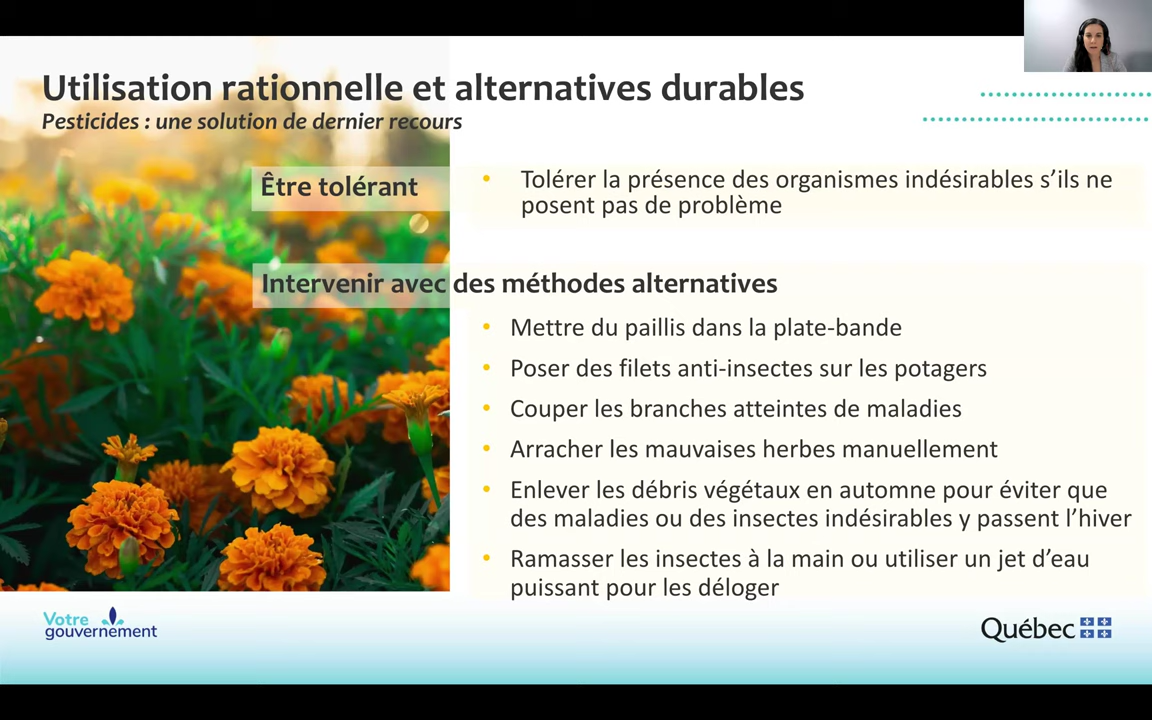 Utilisation rationnelle et alternatives durables
Pesticides : une solution de dernier recours
Être tolérant
• Tolérer la présence des organismes indésirables s’ils ne
posent pas de problème
Intervenir avec des méthodes alternatives
• Mettre du paillis dans la plate-bande
• Poser des filets anti-insectes sur les potagers
• Couper les branches atteintes de maladies
• Arracher les mauvaises herbes manuellement
• Enlever les débris végétaux en automne pour éviter que
des maladies ou des insectes indésirables y passent l’hiver
• Ramasser les insectes à la main ou utiliser un jet d’eau
puissant pour les déloger
Votre
gouvernement
Québec